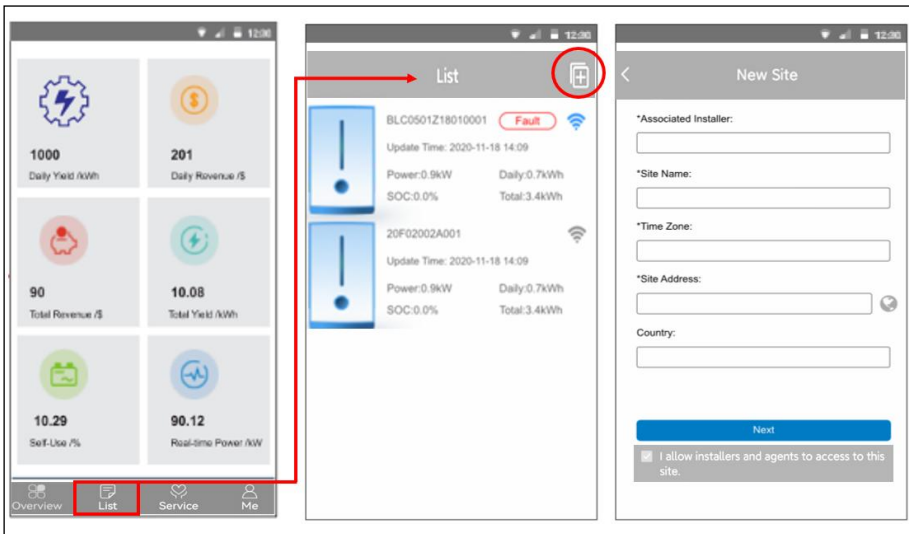 12:30
1000
201
Daily Yield /kWh
Daily Revenue /$
90
10.08
Total Revenue /$
Total Yield /kWh
10.29
90.12
Self-Use /%
Real-time Power /kW
Overview
List
Service
Me
12:30
List
BLC0501Z18010001 Fault
Update Time: 2020-11-18 14:09
Power:0.9kW Daily:0.7kWh
SOC:0.0% Total:3.4kWh
20F02002A001
Update Time: 2020-11-18 14:09
Power:0.9kW Daily:0.7kWh
SOC:0.0% Total:3.4kWh
12:30
New Site
*Associated Installer:
*Site Name:
*Time Zone:
*Site Address:
Country:
Next
I allow installers and agents to access to this
site.